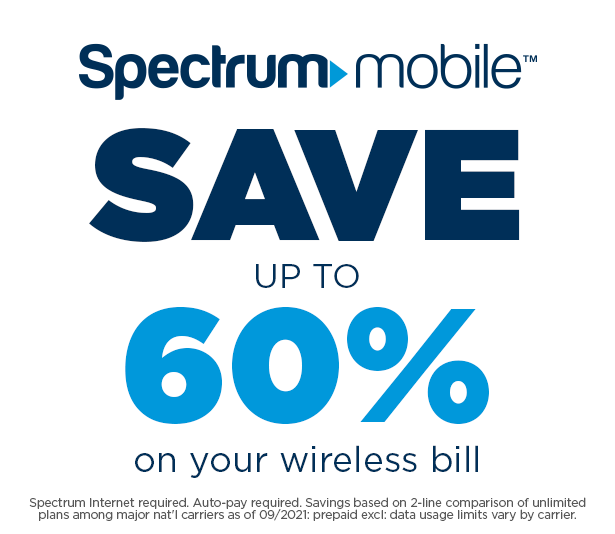 Spectrum mobile™
SAVE
UP TO
60%
on your wireless bill
Spectrum Internet required. Auto-pay required. Savings based on 2-line comparison of unlimited
plans among major nat'l carriers as of 09/2021: prepaid excl: data usage limits vary by carrier.